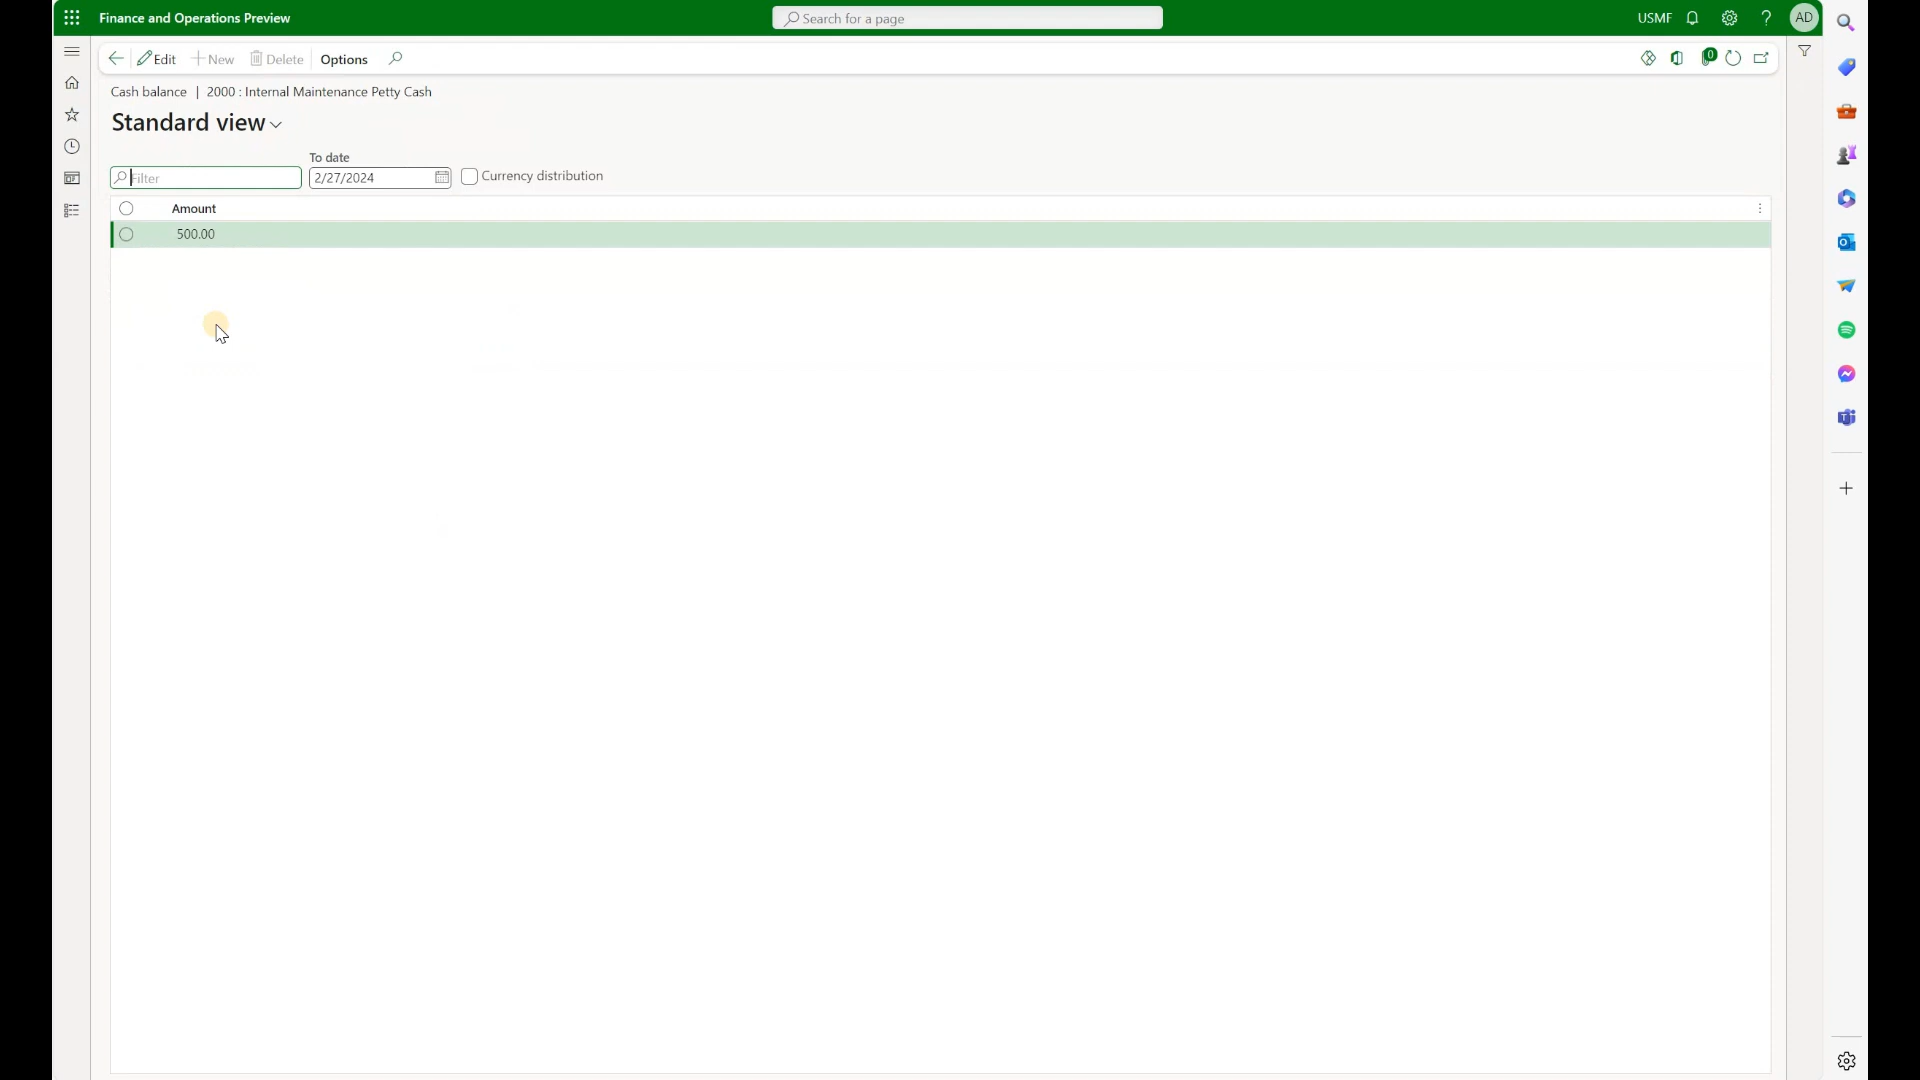 Finance and Operations Preview
Search for a page
USMF
AD
Edit
New
Delete
Options
0
Cash balance | 2000 : Internal Maintenance Petty Cash
Standard view
To date
Filter
2/27/2024
Currency distribution
Amount
500.00